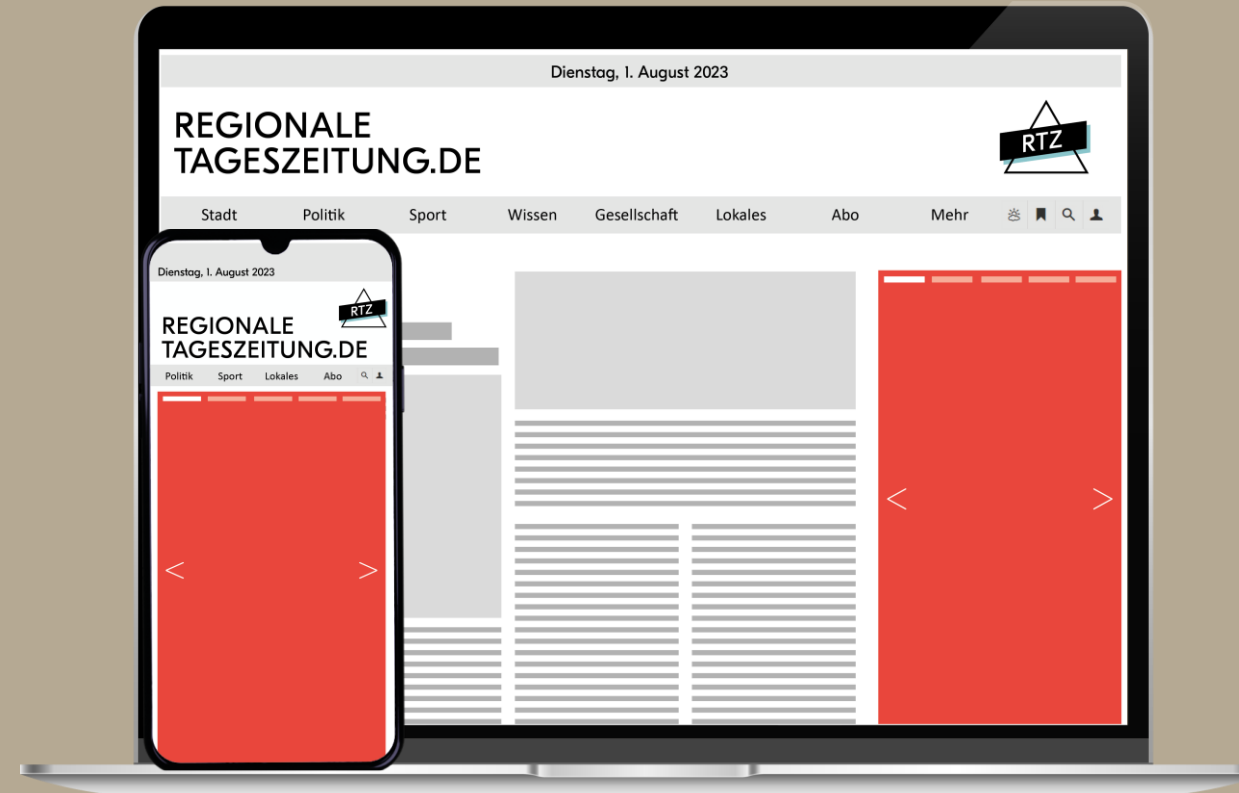 Dienstag, 1. August 2023
REGIONALE
TAGESZEITUNG.DE
RTZ
Stadt Politik Sport Wissen Gesellschaft Lokales Abo Mehr
<
>
Dienstag, 1. August 2023
RTZ
REGIONALE
TAGESZEITUNG.DE
Politik Sport Lokales Abo
<
>